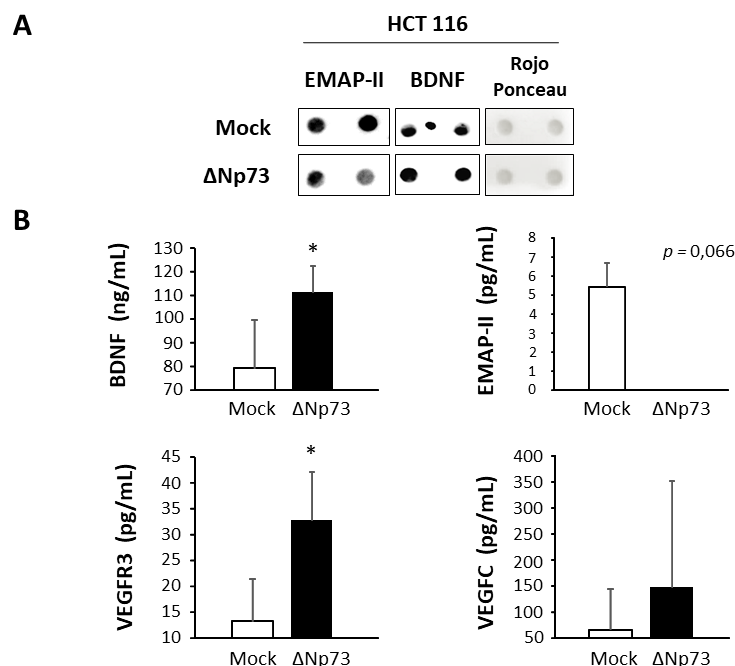 A
HCT 116
EMAP-II BDNF Rojo Ponceau
Mock
ΔNp73
B
BDNF (ng/mL)
130
120
110
100
90
80
70
*
Mock ΔNp73
EMAP-II (pg/mL)
8
7
6
5
5
4
3
2
2
1
0
p = 0,066
Mock ΔNp73
VEGFR3 (pg/mL)
45
40
35
30
25
20
15
10
*
Mock ΔNp73
VEGFC (pg/mL)
400
350
300
250
200
150
100
50
Mock ΔNp73